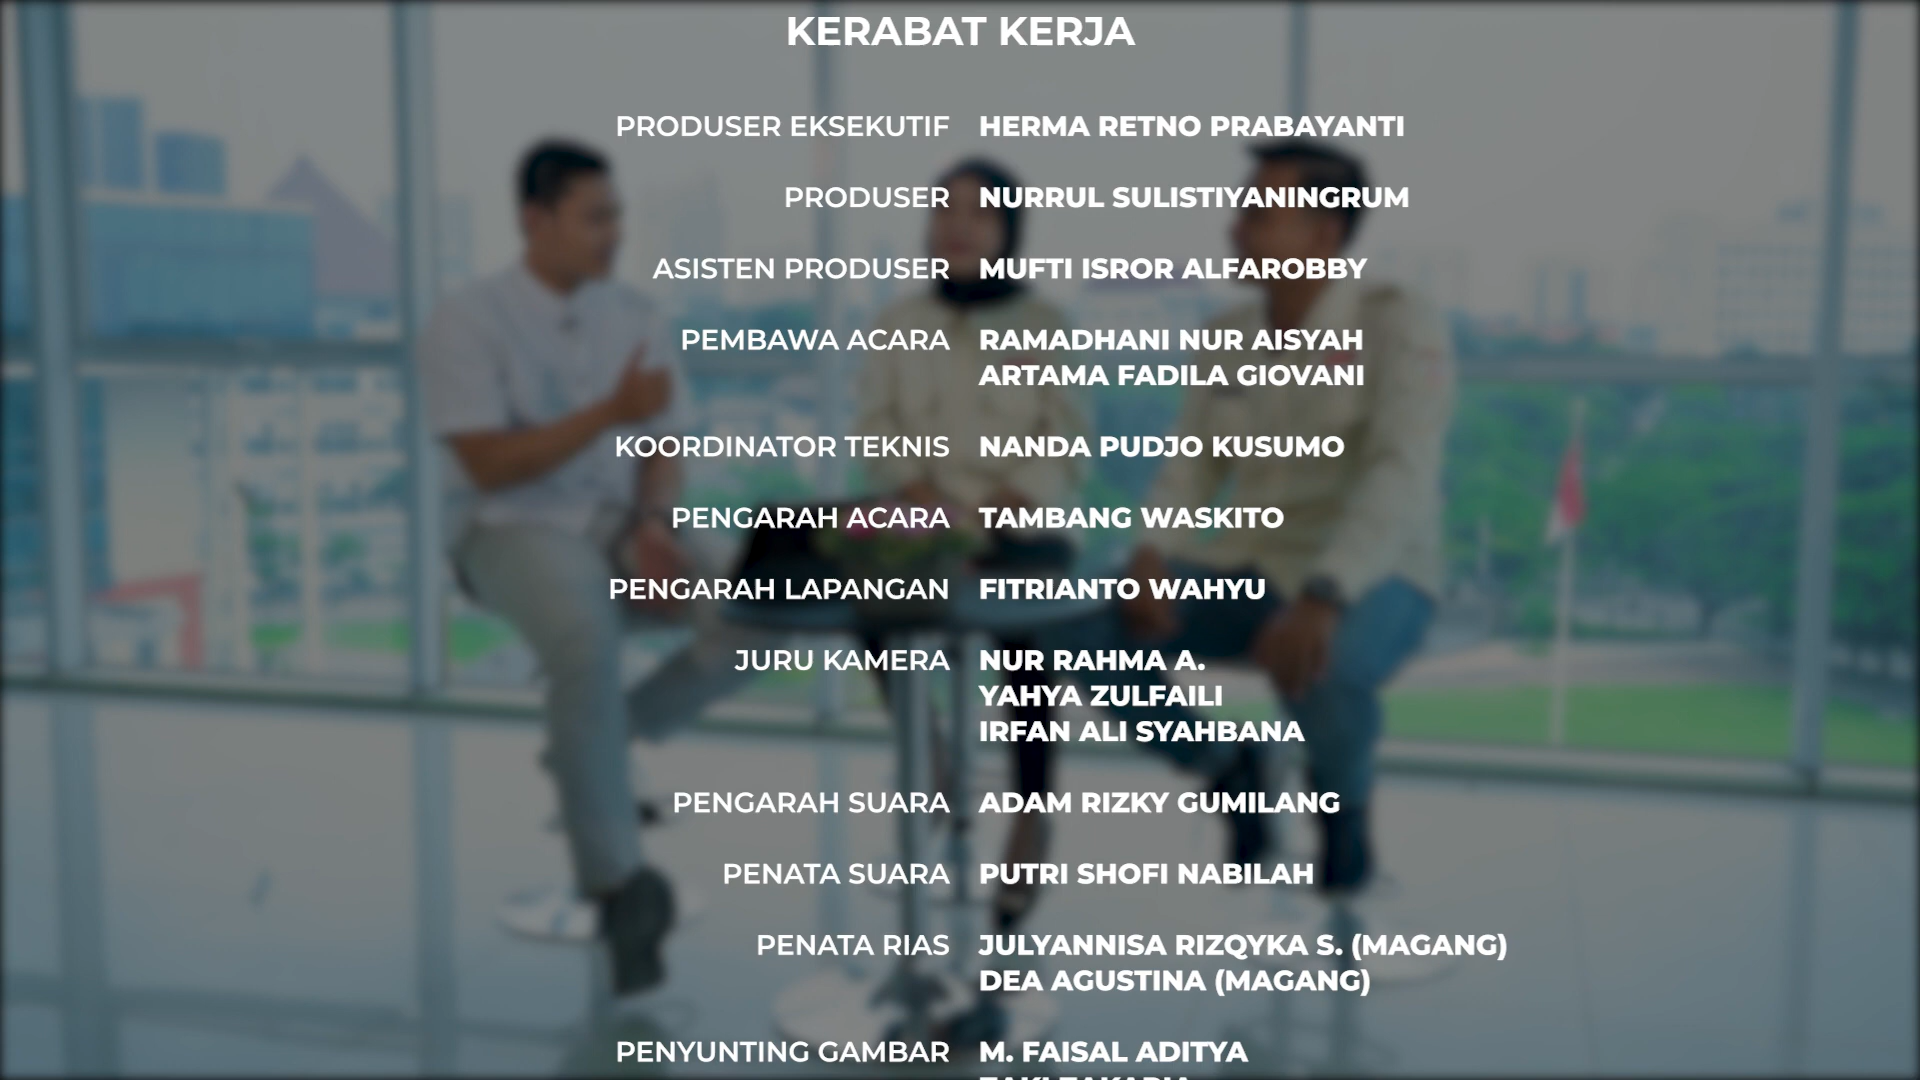 KERABAT KERJA
PRODUSER EKSEKUTIF HERMA RETNO PRABAYANTI
PRODUSER NURRUL SULISTIYANINGRUM
ASISTEN PRODUSER MUFTI ISROR ALFAROBBY
PEMBAWA ACARA RAMADHANI NUR AISYAH
ARTAMA FADILA GIOVANI
KOORDINATOR TEKNIS NANDA PUDJO KUSUMO
PENGARAH ACARA TAMBANG WASKITO
PENGARAH LAPANGAN FITRIANTO WAHYU
JURU KAMERA NUR RAHMA A.
YAHYA ZULFAILI
IRFAN ALI SYAHBANA
PENGARAH SUARA ADAM RIZKY GUMILANG
PENATA SUARA PUTRI SHOFI NABILAH
PENATA RIAS JULYANNISA RIZQYKA S. (MAGANG)
DEA AGUSTINA (MAGANG)
PENYUNTING GAMBAR M. FAISAL ADITYA